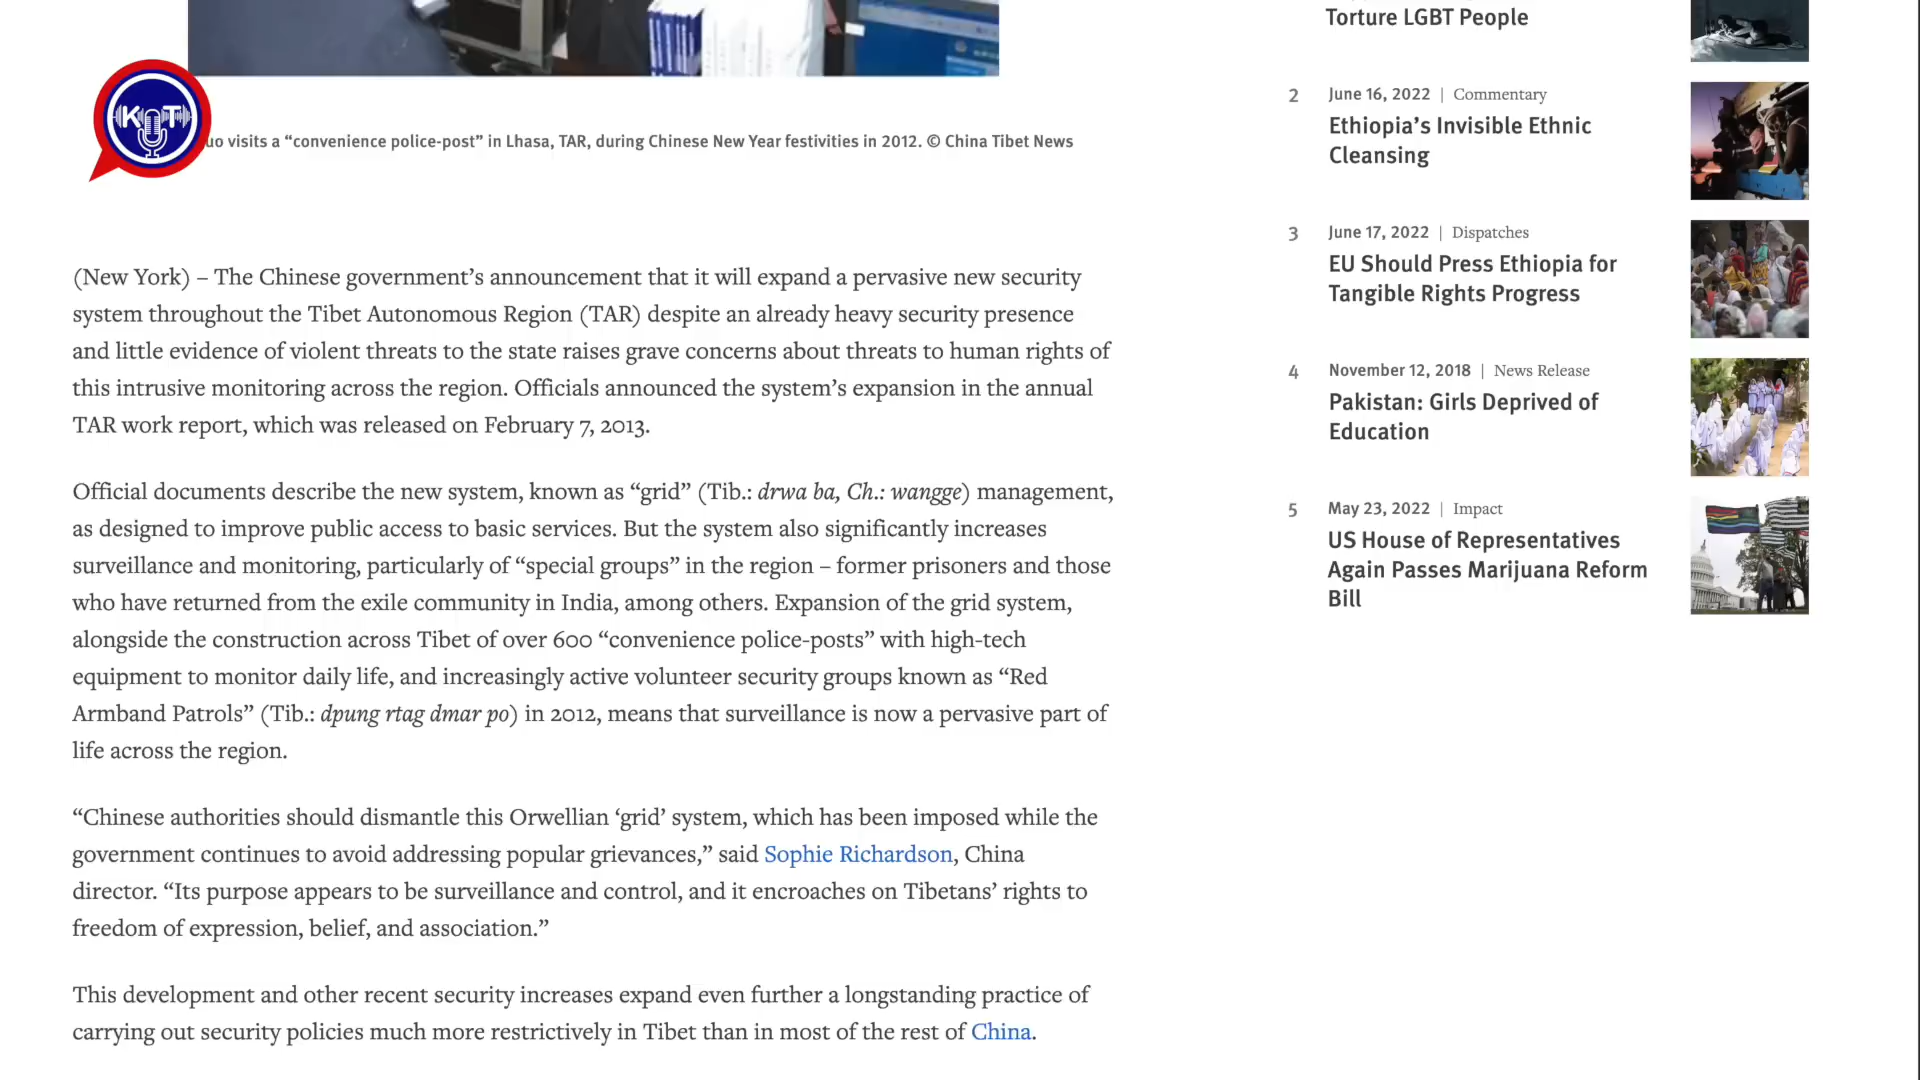 K T
uo visits a “convenience police-post” in Lhasa, TAR, during Chinese New Year festivities in 2012. © China Tibet News
(New York) – The Chinese government’s announcement that it will expand a pervasive new security
system throughout the Tibet Autonomous Region (TAR) despite an already heavy security presence
and little evidence of violent threats to the state raises grave concerns about threats to human rights of
this intrusive monitoring across the region. Officials announced the system’s expansion in the annual
TAR work report, which was released on February 7, 2013.
Official documents describe the new system, known as “grid” (Tib.: drwa ba, Ch.: wangge) management,
as designed to improve public access to basic services. But the system also significantly increases
surveillance and monitoring, particularly of “special groups” in the region – former prisoners and those
who have returned from the exile community in India, among others. Expansion of the grid system,
alongside the construction across Tibet of over 600 “convenience police-posts” with high-tech
equipment to monitor daily life, and increasingly active volunteer security groups known as “Red
Armband Patrols” (Tib.: dpung rtag dmar po) in 2012, means that surveillance is now a pervasive part of
life across the region.
“Chinese authorities should dismantle this Orwellian ‘grid’ system, which has been imposed while the
government continues to avoid addressing popular grievances,” said Sophie Richardson, China
director. “Its purpose appears to be surveillance and control, and it encroaches on Tibetans’ rights to
freedom of expression, belief, and association.”
This development and other recent security increases expand even further a longstanding practice of
carrying out security policies much more restrictively in Tibet than in most of the rest of China.
Torture LGBT People
2 June 16, 2022 | Commentary
Ethiopia’s Invisible Ethnic
Cleansing
3 June 17, 2022 | Dispatches
EU Should Press Ethiopia for
Tangible Rights Progress
4 November 12, 2018 | News Release
Pakistan: Girls Deprived of
Education
5 May 23, 2022 | Impact
US House of Representatives
Again Passes Marijuana Reform
Bill